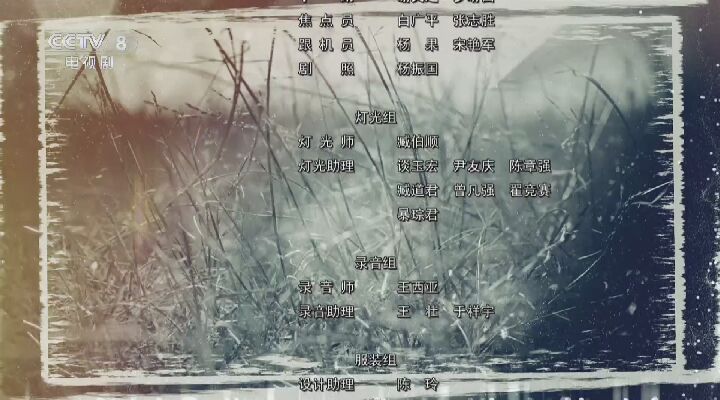 CCTV 8
电视剧
焦点员 白广平 张志胜
跟机员 杨果 宋艳军
剧照 杨振国
灯光组
灯光师 臧伯顺
灯光助理 谈玉宏 尹友庆 陈章强
臧道君 曾凡强 翟竞赛
暴琮君
录音组
录音师 王西亚
录音助理 王壮 于祥宇
服装组
设计助理 陈玲